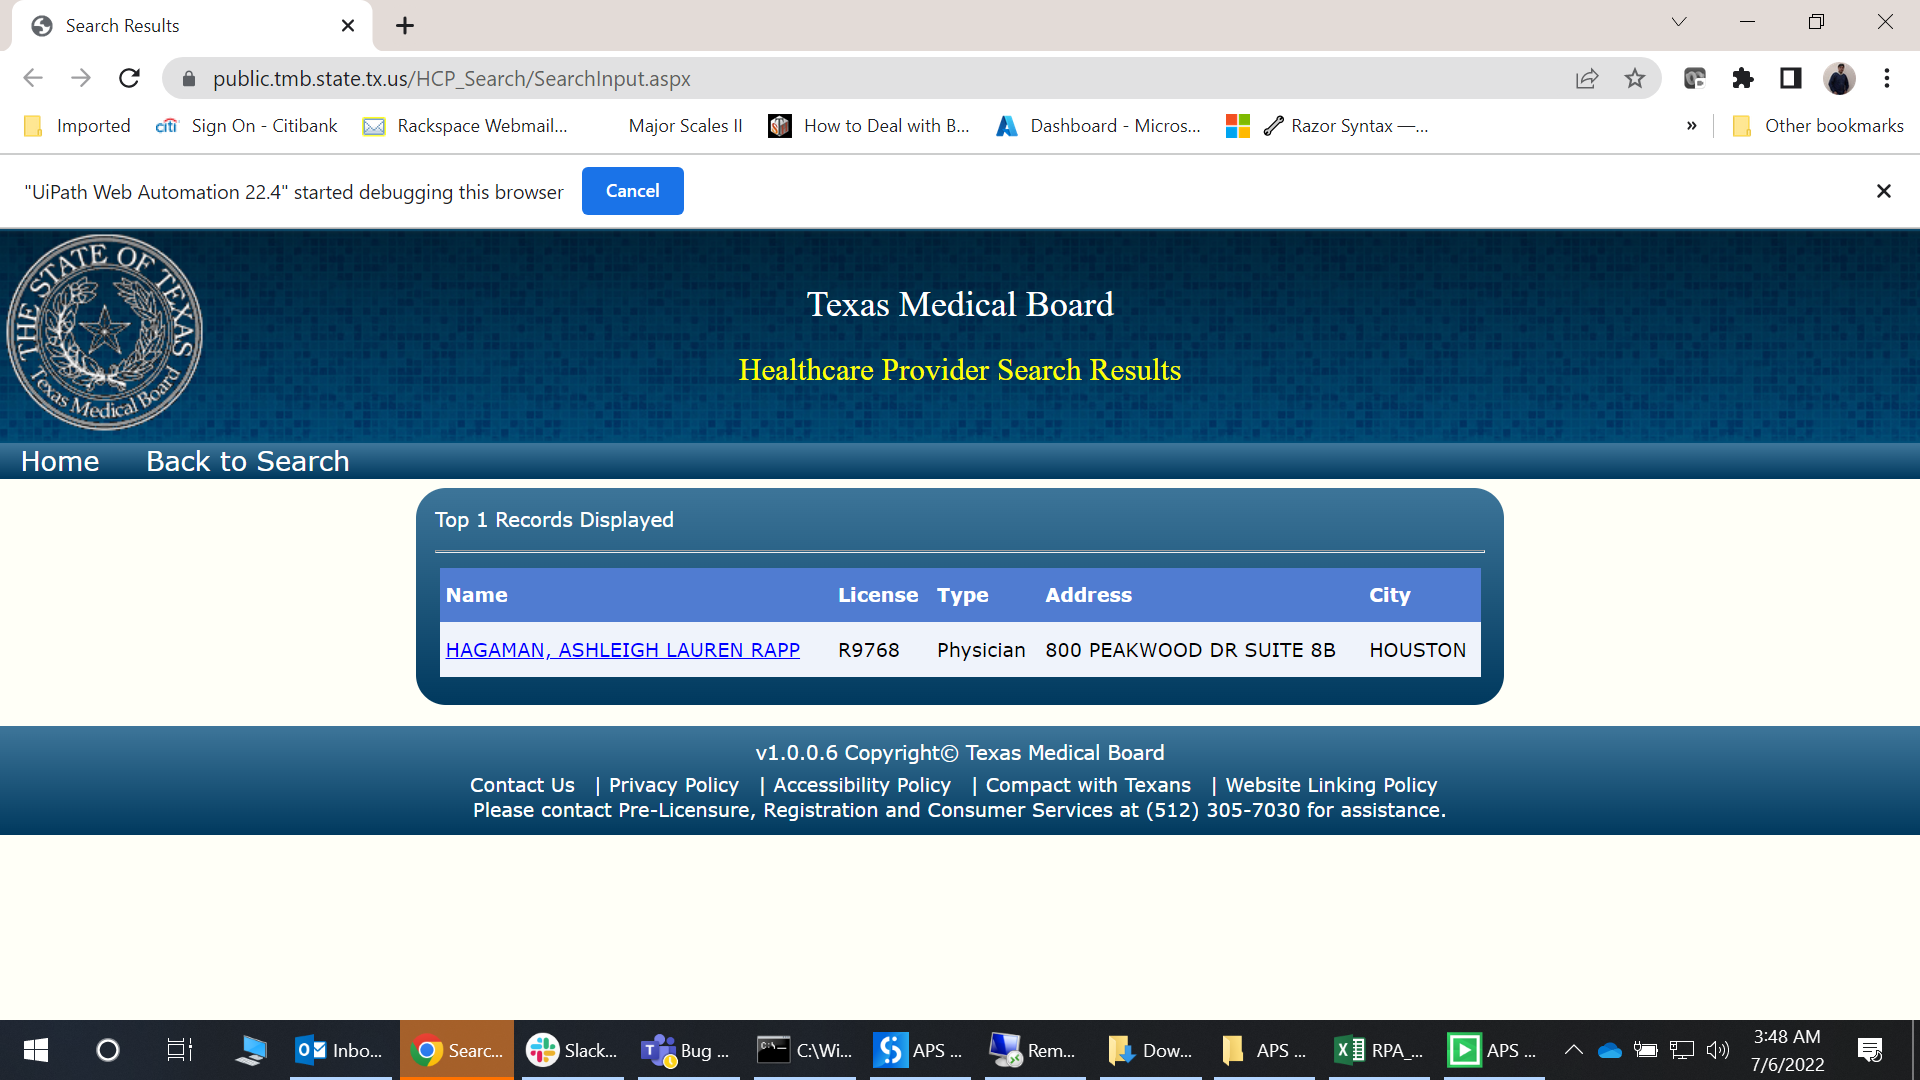 Search Results
public.tmb.state.tx.us/HCP_Search/SearchInput.aspx
Imported
citi
Sign On - Citibank
Rackspace Webmail...
Major Scales II
How to Deal with B...
Dashboard - Micros...
Razor Syntax —...
»
Other bookmarks
"UiPath Web Automation 22.4" started debugging this browser
Cancel
THE STATE OF TEXAS
Texas Medical Board
Texas Medical Board
Healthcare Provider Search Results
Home
Back to Search
Top 1 Records Displayed
Name License Type Address City
HAGAMAN, ASHLEIGH LAUREN RAPP R9768 Physician 800 PEAKWOOD DR SUITE 8B HOUSTON
v1.0.0.6 Copyright© Texas Medical Board
Contact Us | Privacy Policy | Accessibility Policy | Compact with Texans | Website Linking Policy
Please contact Pre-Licensure, Registration and Consumer Services at (512) 305-7030 for assistance.
Inbo...
Searc...
Slack...
Bug ...
C:\Wi...
APS ...
Rem...
Dow...
APS ...
RPA_...
APS ...
3:48 AM
7/6/2022